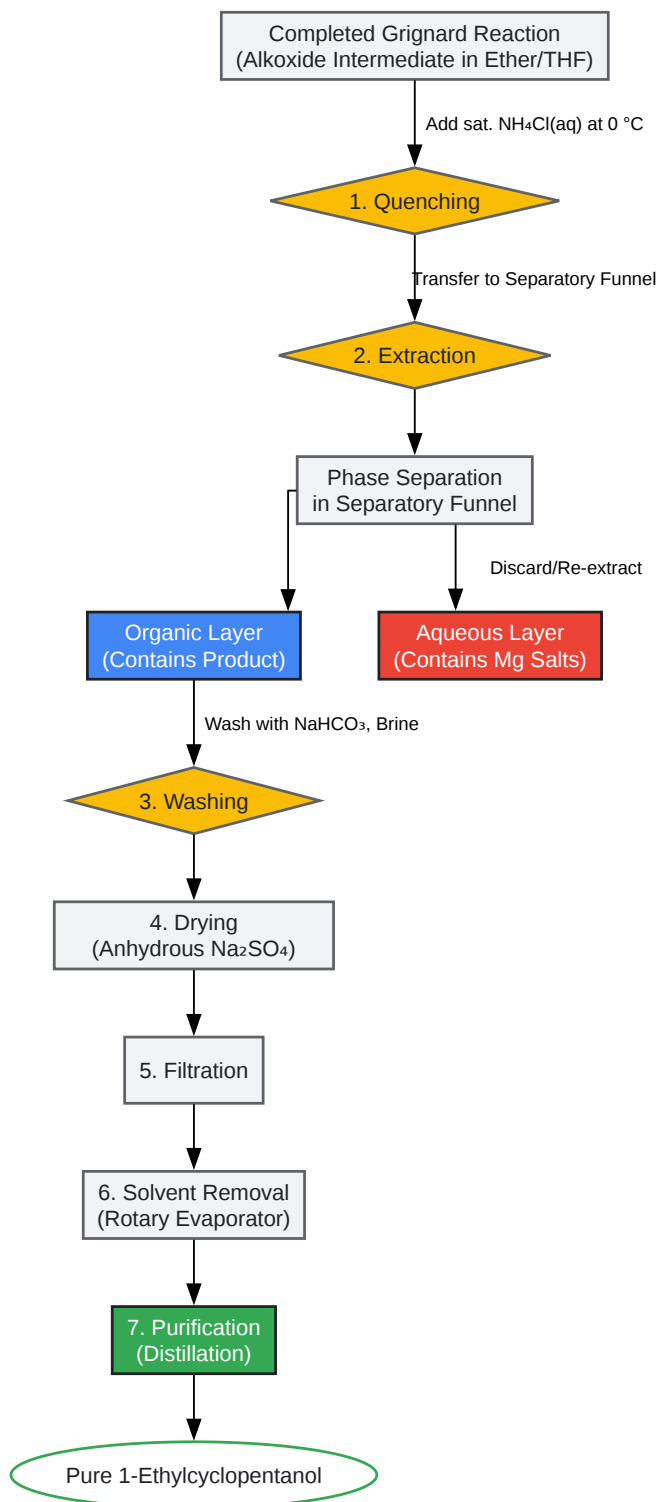 Completed Grignard Reaction
(Alkoxide Intermediate in Ether/THF)
Add sat. NH₄Cl(aq) at 0 °C
1. Quenching
Transfer to Separatory Funnel
2. Extraction
Phase Separation
in Separatory Funnel
Discard/Re-extract
Organic Layer
(Contains Product)
Aqueous Layer
(Contains Mg Salts)
Wash with NaHCO₃, Brine
3. Washing
4. Drying
(Anhydrous Na₂SO₄)
5. Filtration
6. Solvent Removal
(Rotary Evaporator)
7. Purification
(Distillation)
Pure 1-Ethylcyclopentanol